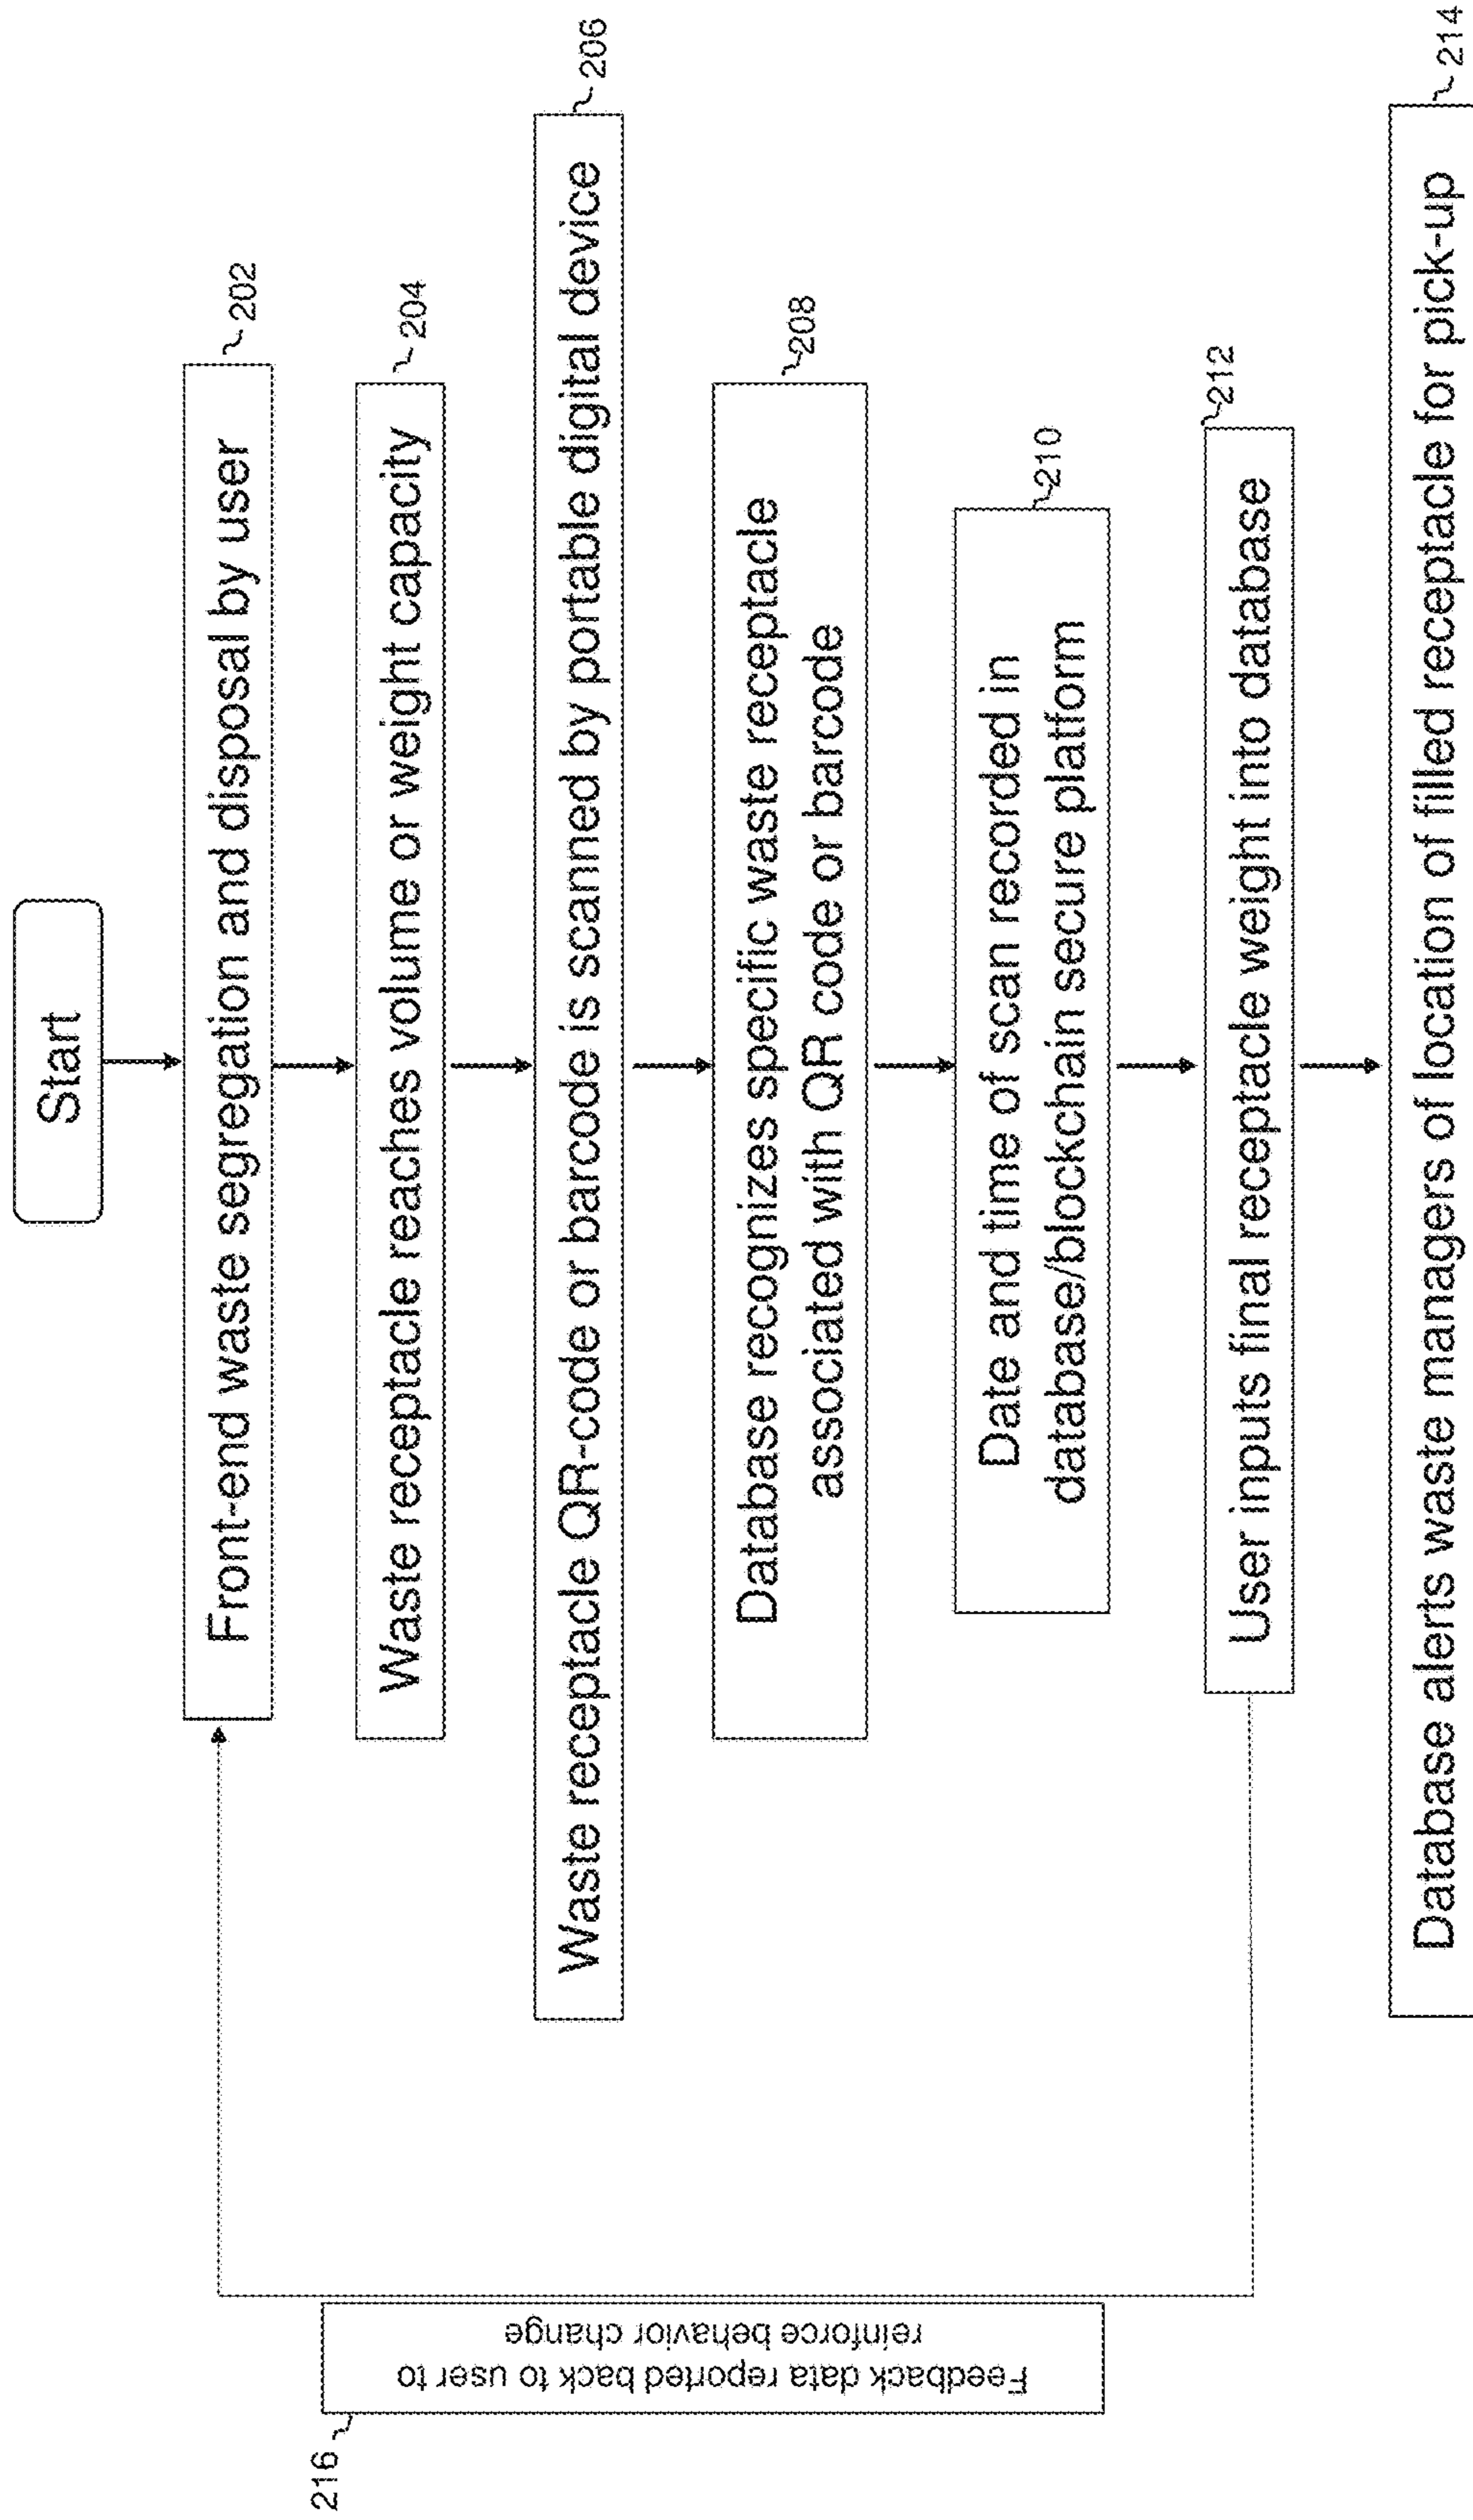 Start
Front-end waste segregation and disposal by user
202
Waste receptacle reaches volume or weight capacity
204
Waste receptacle QR-code or barcode is scanned by portable digital device
206
Database recognizes specific waste receptacle
associated with QR code or barcode
208
Date and time of scan recorded in
database/blockchain secure platform
210
User inputs final receptacle weight into database
212
Database alerts waste managers of location of filled receptacle for pick-up
214
Feedback data reported back to user to
reinforce behavior change
216